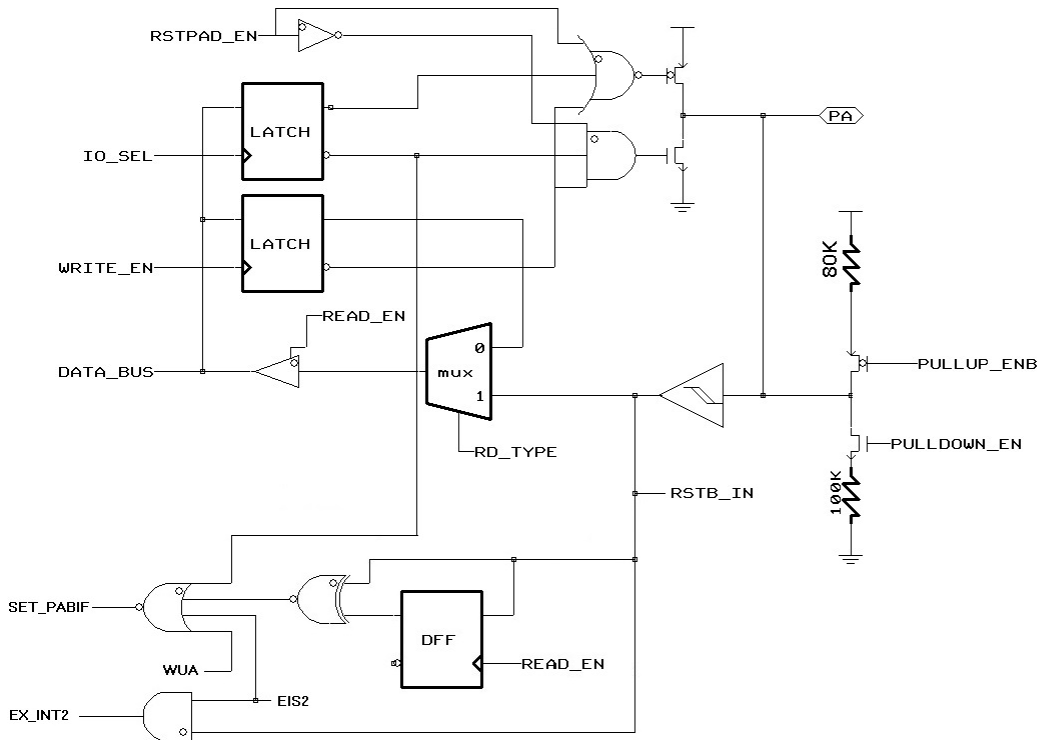 RSTPAD_EN
PA
LATCH
IO_SEL
LATCH
WRITE_EN
80K
READ_EN
0
DATA_BUS
mux
PULLUP_ENB
1
PULLDOWN_EN
RD_TYPE
100K
RSTB_IN
SET_PABIF
DFF
WUA
READ_EN
EIS2
EX_INT2